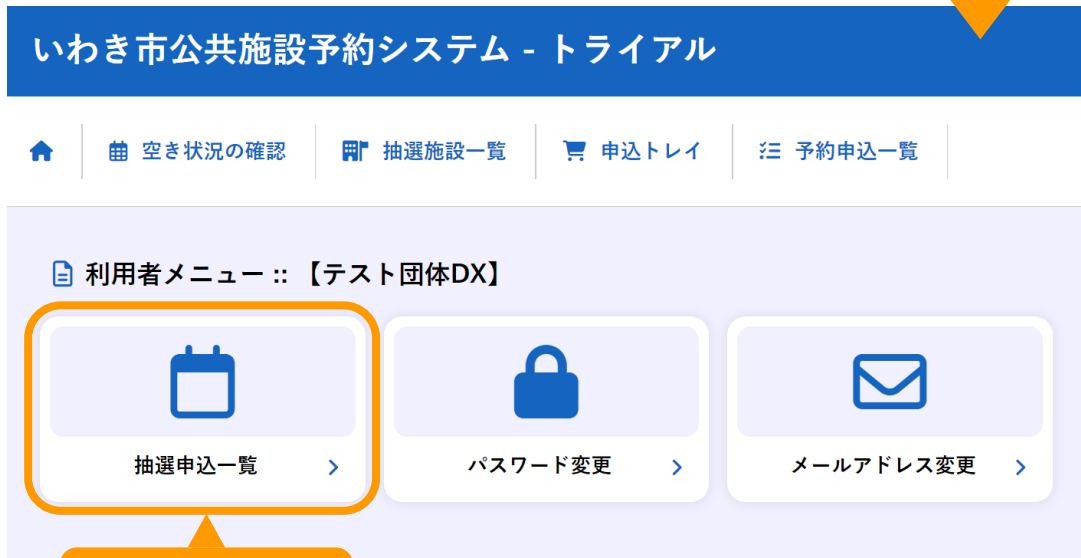 いわき市公共施設予約システム - トライアル
空き状況の確認
抽選施設一覧
申込トレイ
予約申込一覧
利用者メニュー :: 【テスト団体DX】
抽選申込一覧
パスワード変更
メールアドレス変更